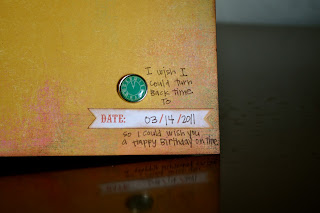 I wish I
could turn
Back Time
TO
DATE: 03/14/2011
so I could wish you
a Happy Birthday on time